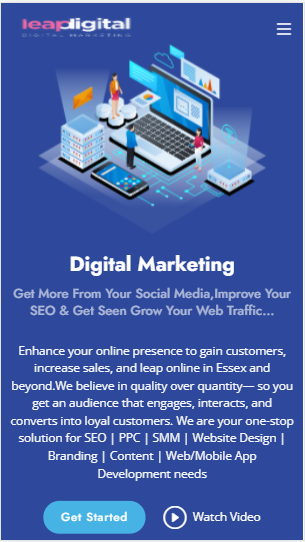 leapdigital
DIGITAL MARKETING
Digital Marketing
Get More From Your Social Media,Improve Your
SEO & Get Seen Grow Your Web Traffic...
Enhance your online presence to gain customers,
increase sales, and leap online in Essex and
beyond.We believe in quality over quantity— so you
get an audience that engages, interacts, and
converts into loyal customers. We are your one-stop
solution for SEO | PPC | SMM | Website Design |
Branding | Content | Web/Mobile App
Development needs
Get Started
Watch Video